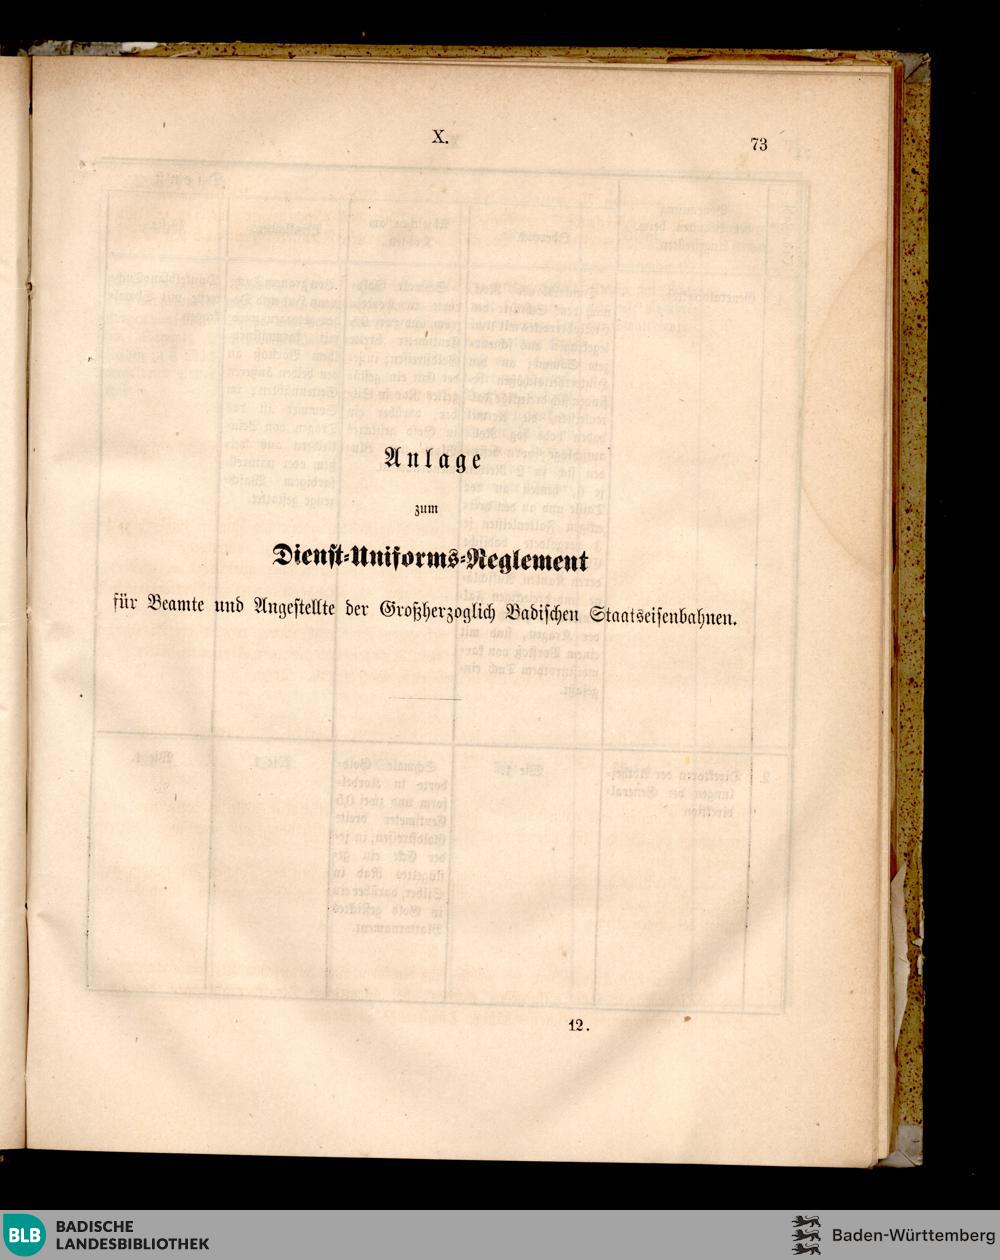 X.
73
Anlage
zum
Dienst-Uniforms-Reglement
für Beamte und Angestellte der Großherzoglich Badischen Staatseisenbahnen.
12.
BLB
BADISCHE
LANDESBIBLIOTHEK
Baden-Württemberg